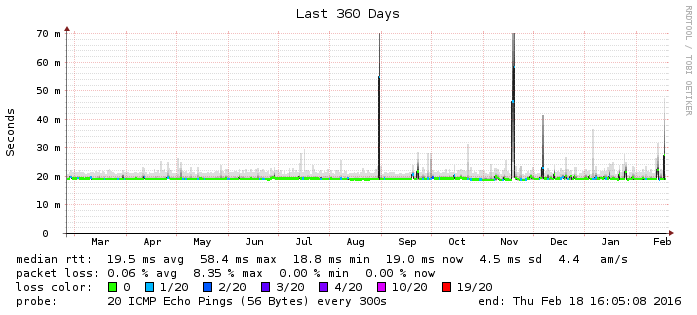 Last 360 Days
RRDTOOL / TOBI OETIKER
Seconds
70 m
60 m
50 m
40 m
30 m
20 m
10 m
0
Mar Apr May Jun Jul Aug Sep Oct Nov Dec Jan Feb
median rtt: 19.5 ms avg 58.4 ms max 18.8 ms min 19.0 ms now 4.5 ms sd 4.4 am/s
packet loss: 0.06 % avg 8.35 % max 0.00 % min 0.00 % now
loss color: 0 1/20 2/20 3/20 4/20 10/20 19/20
probe: 20 ICMP Echo Pings (56 Bytes) every 300s end: Thu Feb 18 16:05:08 2016